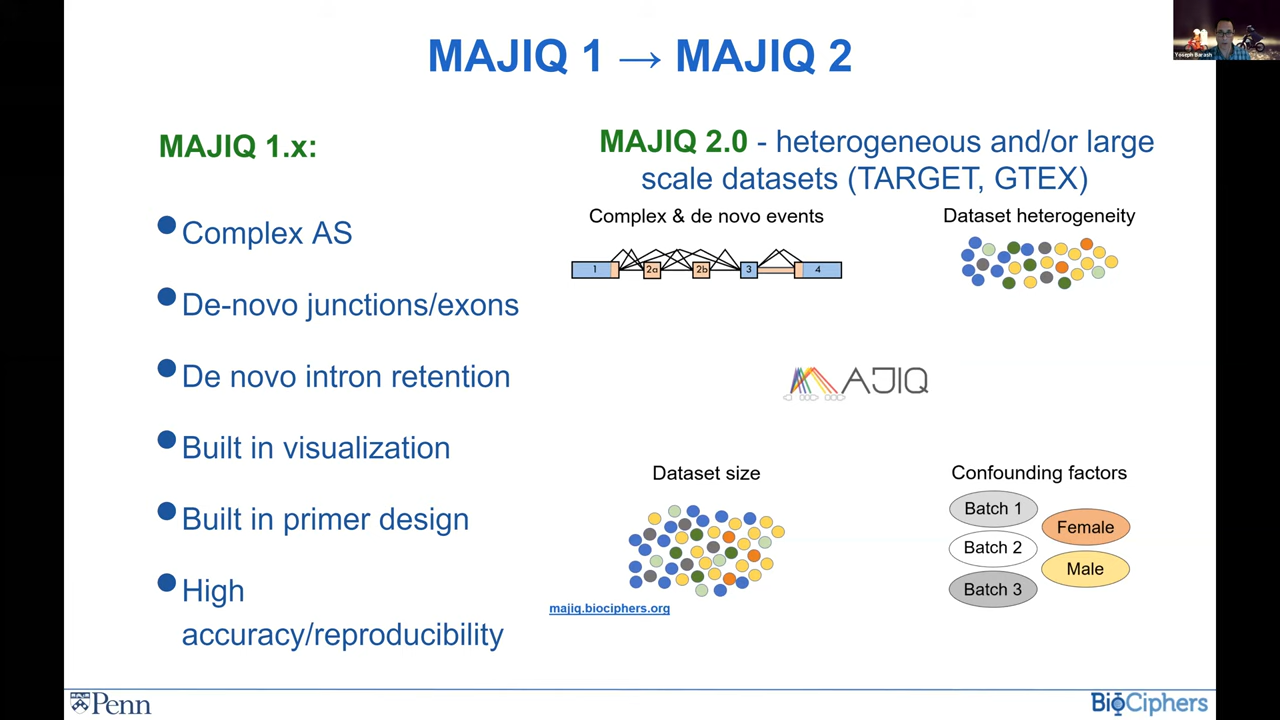 MAJIQ 1 → MAJIQ 2
Yoseph Barash
MAJIQ 1.x:
Complex AS
De-novo junctions/exons
De novo intron retention
Built in visualization
Built in primer design
High
accuracy/reproducibility
MAJIQ 2.0 - heterogeneous and/or large
scale datasets (TARGET, GTEX)
Complex & de novo events
1 2a 2b 3 4
Dataset heterogeneity
MAJIQ
Dataset size
majiq.biociphers.org
Confounding factors
Batch 1
Female
Batch 2
Male
Batch 3
Penn
BioCiphers